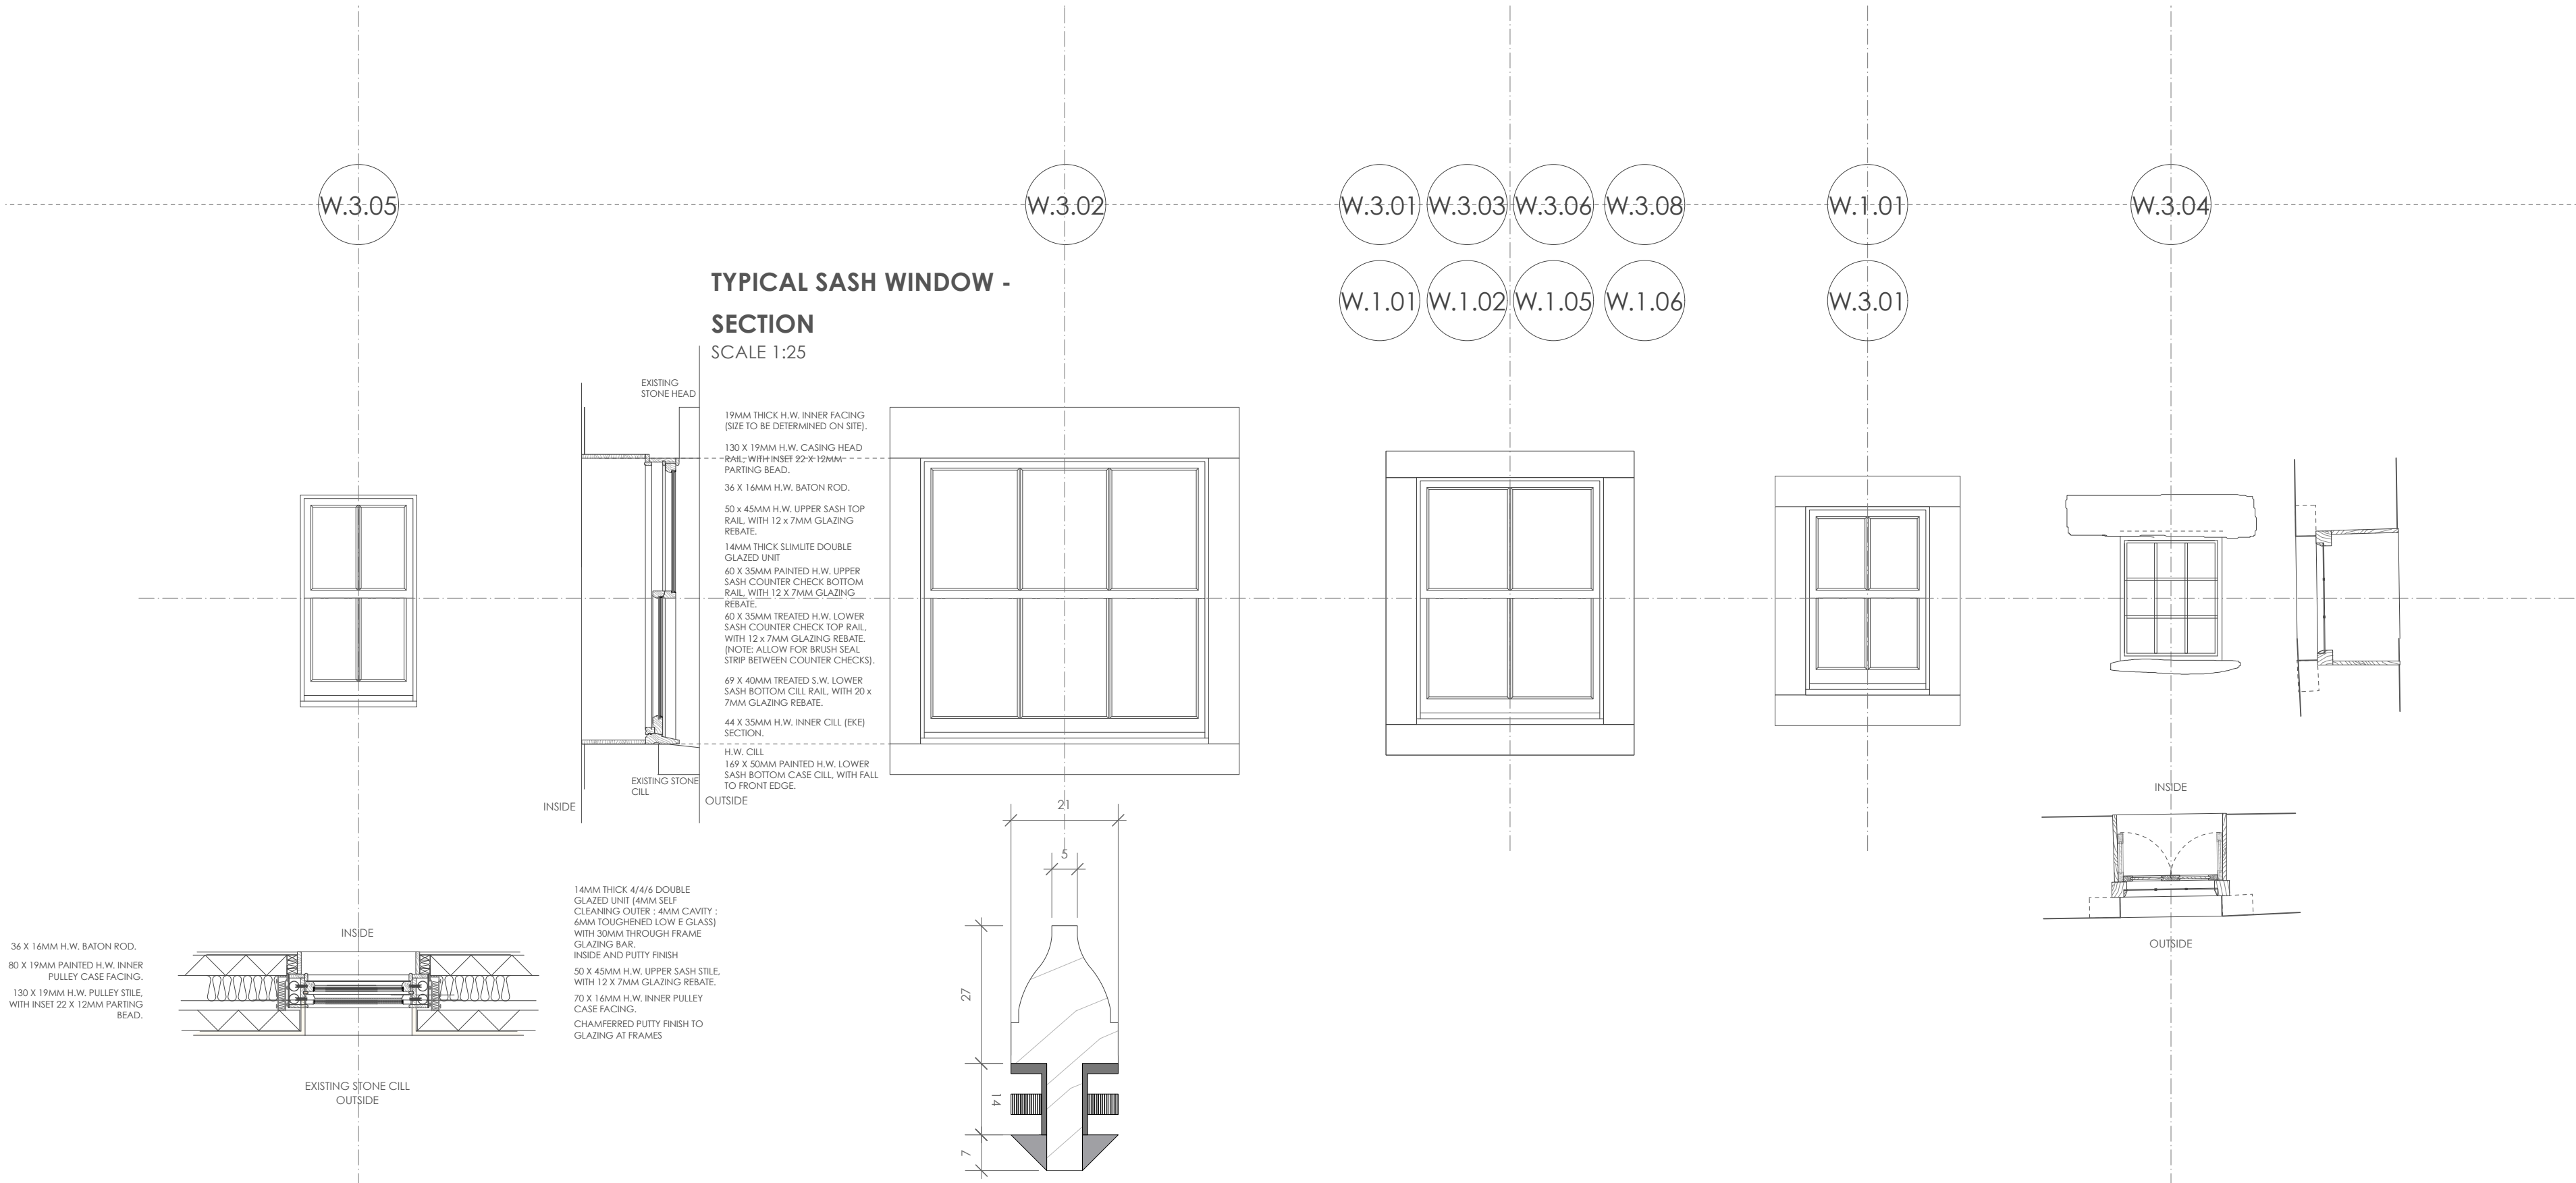 W.3.05
W.3.02
W.3.01
W.3.03
W.3.06
W.3.08
W.1.01
W.3.04
W.1.01
W.1.02
W.1.05
W.1.06
W.3.01
TYPICAL SASH WINDOW -
SECTION
SCALE 1:25
EXISTING
STONE HEAD
19MM THICK H.W. INNER FACING
(SIZE TO BE DETERMINED ON SITE).
130 X 19MM H.W. CASING HEAD
RAIL, WITH INSET 22 X 12MM
PARTING BEAD.
36 X 16MM H.W. BATON ROD.
50 x 45MM H.W. UPPER SASH TOP
RAIL, WITH 12 x 7MM GLAZING
REBATE.
14MM THICK SLIMLITE DOUBLE
GLAZED UNIT
60 X 35MM PAINTED H.W. UPPER
SASH COUNTER CHECK BOTTOM
RAIL, WITH 12 X 7MM GLAZING
REBATE.
60 X 35MM TREATED H.W. LOWER
SASH COUNTER CHECK TOP RAIL,
WITH 12 x 7MM GLAZING REBATE.
(NOTE: ALLOW FOR BRUSH SEAL
STRIP BETWEEN COUNTER CHECKS).
69 X 40MM TREATED S.W. LOWER
SASH BOTTOM CILL RAIL, WITH 20 x
7MM GLAZING REBATE.
44 X 35MM H.W. INNER CILL (EKE)
SECTION.
H.W. CILL
169 X 50MM PAINTED H.W. LOWER
SASH BOTTOM CASE CILL, WITH FALL
TO FRONT EDGE.
EXISTING STONE
CILL
INSIDE
OUTSIDE
21
5
27
14
7
14MM THICK 4/4/6 DOUBLE
GLAZED UNIT (4MM SELF
CLEANING OUTER ; 4MM CAVITY ;
6MM TOUGHENED LOW E GLASS)
WITH 30MM THROUGH FRAME
GLAZING BAR.
INSIDE AND PUTTY FINISH
50 X 45MM H.W. UPPER SASH STILE,
WITH 12 X 7MM GLAZING REBATE.
70 X 16MM H.W. INNER PULLEY
CASE FACING.
CHAMFERRED PUTTY FINISH TO
GLAZING AT FRAMES
INSIDE
36 X 16MM H.W. BATON ROD.
80 X 19MM PAINTED H.W. INNER
PULLEY CASE FACING.
130 X 19MM H.W. PULLEY STILE,
WITH INSET 22 X 12MM PARTING
BEAD.
EXISTING STONE CILL
OUTSIDE
INSIDE
OUTSIDE